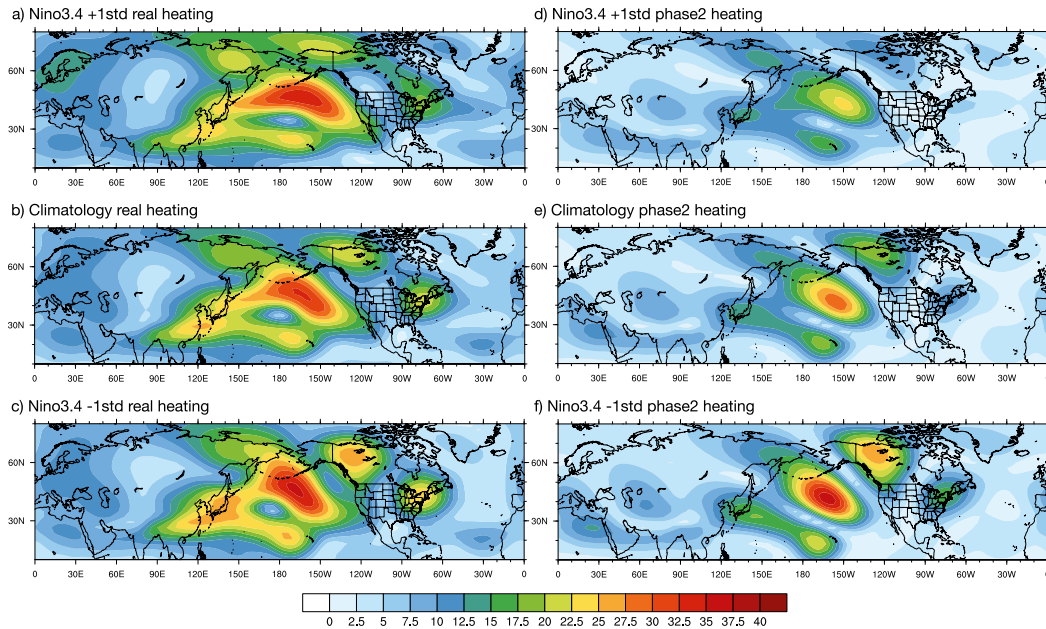 a) Nino3.4 +1std real heating
60N
30N
0 30E 60E 90E 120E 150E 180 150W 120W 90W 60W 30W 0
b) Climatology real heating
60N
30N
0 30E 60E 90E 120E 150E 180 150W 120W 90W 60W 30W 0
c) Nino3.4 -1std real heating
60N
30N
0 30E 60E 90E 120E 150E 180 150W 120W 90W 60W 30W 0
d) Nino3.4 +1std phase2 heating
60N
30N
0 30E 60E 90E 120E 150E 180 150W 120W 90W 60W 30W 0
e) Climatology phase2 heating
60N
30N
0 30E 60E 90E 120E 150E 180 150W 120W 90W 60W 30W 0
f) Nino3.4 -1std phase2 heating
60N
30N
0 30E 60E 90E 120E 150E 180 150W 120W 90W 60W 30W 0
0 2.5 5 7.5 10 12.5 15 17.5 20 22.5 25 27.5 30 32.5 35 37.5 40